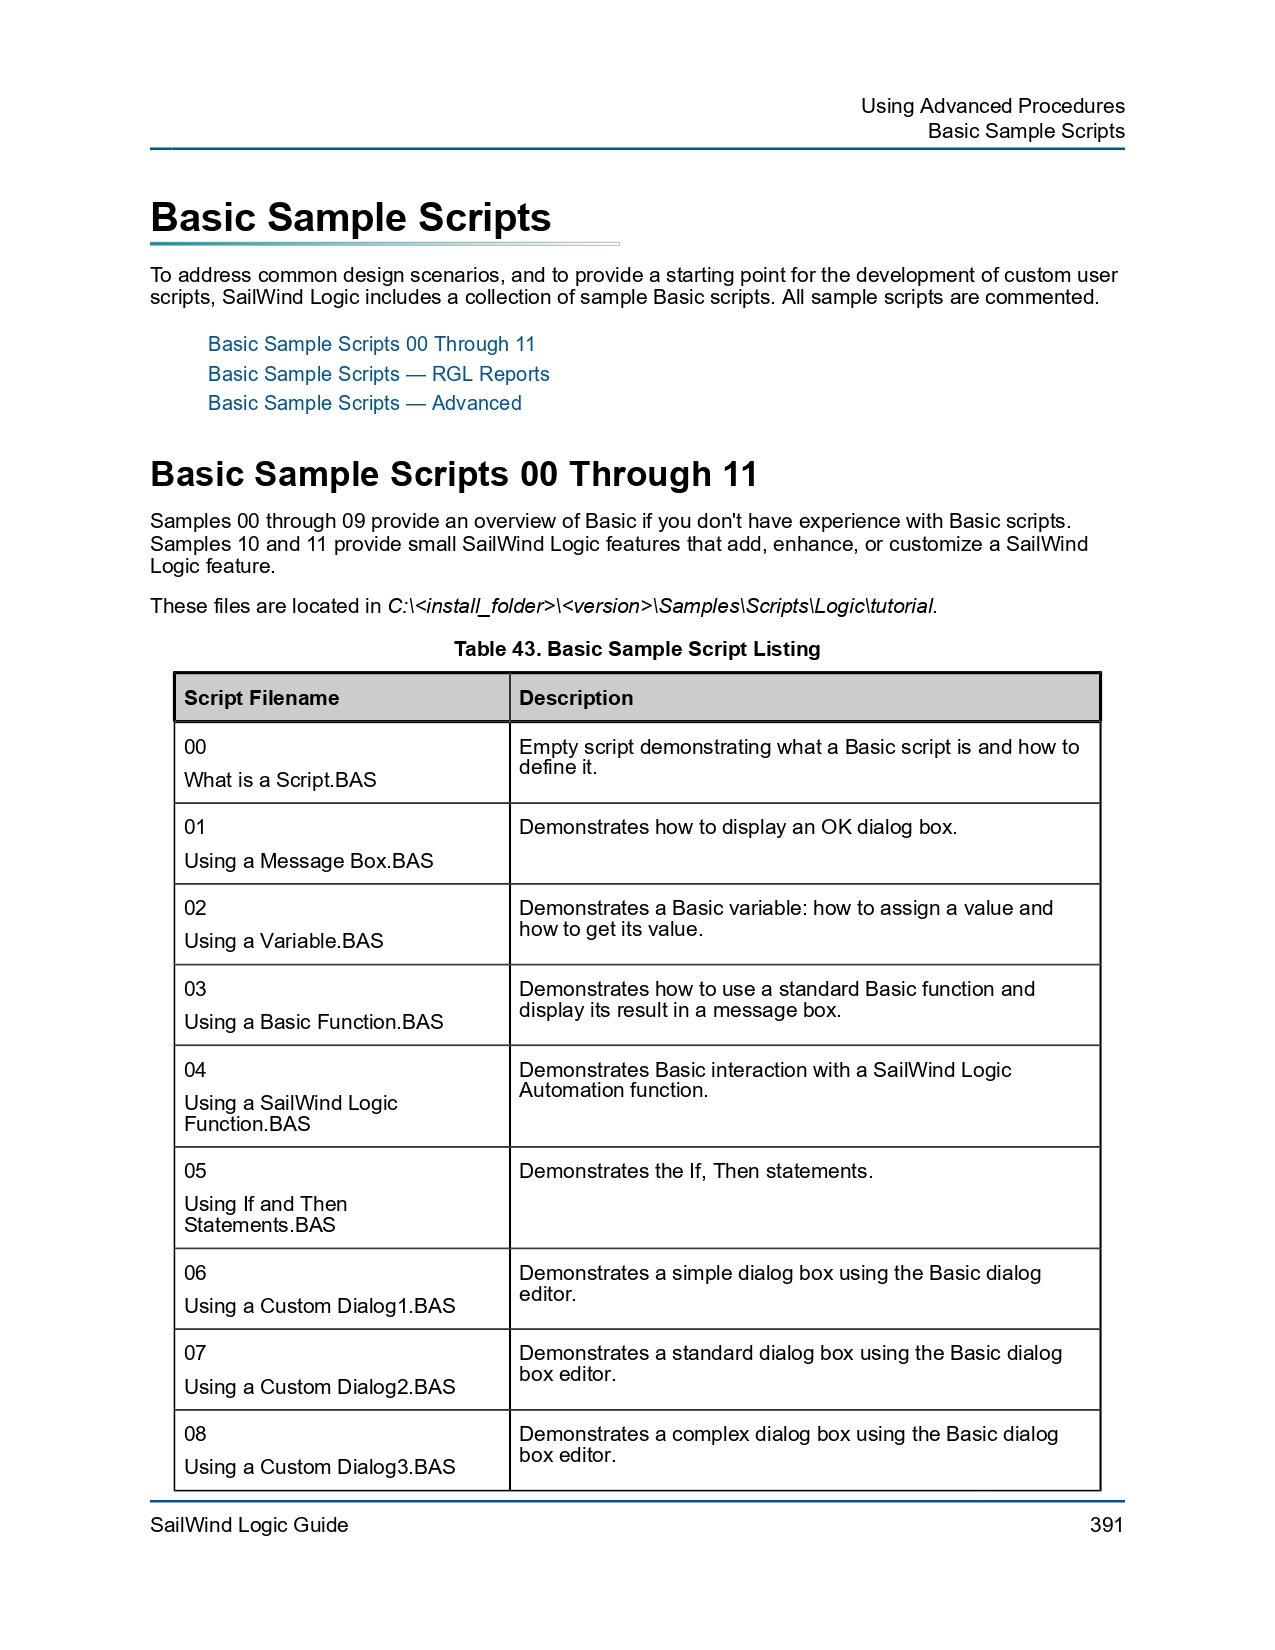 Using Advanced Procedures
Basic Sample Scripts
Basic Sample Scripts
To address common design scenarios, and to provide a starting point for the development of custom user
scripts, SailWind Logic includes a collection of sample Basic scripts. All sample scripts are commented.
Basic Sample Scripts 00 Through 11
Basic Sample Scripts — RGL Reports
Basic Sample Scripts — Advanced
Basic Sample Scripts 00 Through 11
Samples 00 through 09 provide an overview of Basic if you don't have experience with Basic scripts.
Samples 10 and 11 provide small SailWind Logic features that add, enhance, or customize a SailWind
Logic feature.
These files are located in C:\<install_folder>\<version>\Samples\Scripts\Logic\tutorial.
Table 43. Basic Sample Script Listing
Script Filename
Description
00
What is a Script.BAS
Empty script demonstrating what a Basic script is and how to
define it.
01
Using a Message Box.BAS
Demonstrates how to display an OK dialog box.
02
Using a Variable.BAS
Demonstrates a Basic variable: how to assign a value and
how to get its value.
03
Using a Basic Function.BAS
Demonstrates how to use a standard Basic function and
display its result in a message box.
04
Using a SailWind Logic
Function.BAS
Demonstrates Basic interaction with a SailWind Logic
Automation function.
05
Using If and Then
Statements.BAS
Demonstrates the If, Then statements.
06
Using a Custom Dialog1.BAS
Demonstrates a simple dialog box using the Basic dialog
editor.
07
Using a Custom Dialog2.BAS
Demonstrates a standard dialog box using the Basic dialog
box editor.
08
Using a Custom Dialog3.BAS
Demonstrates a complex dialog box using the Basic dialog
box editor.
SailWind Logic Guide
391